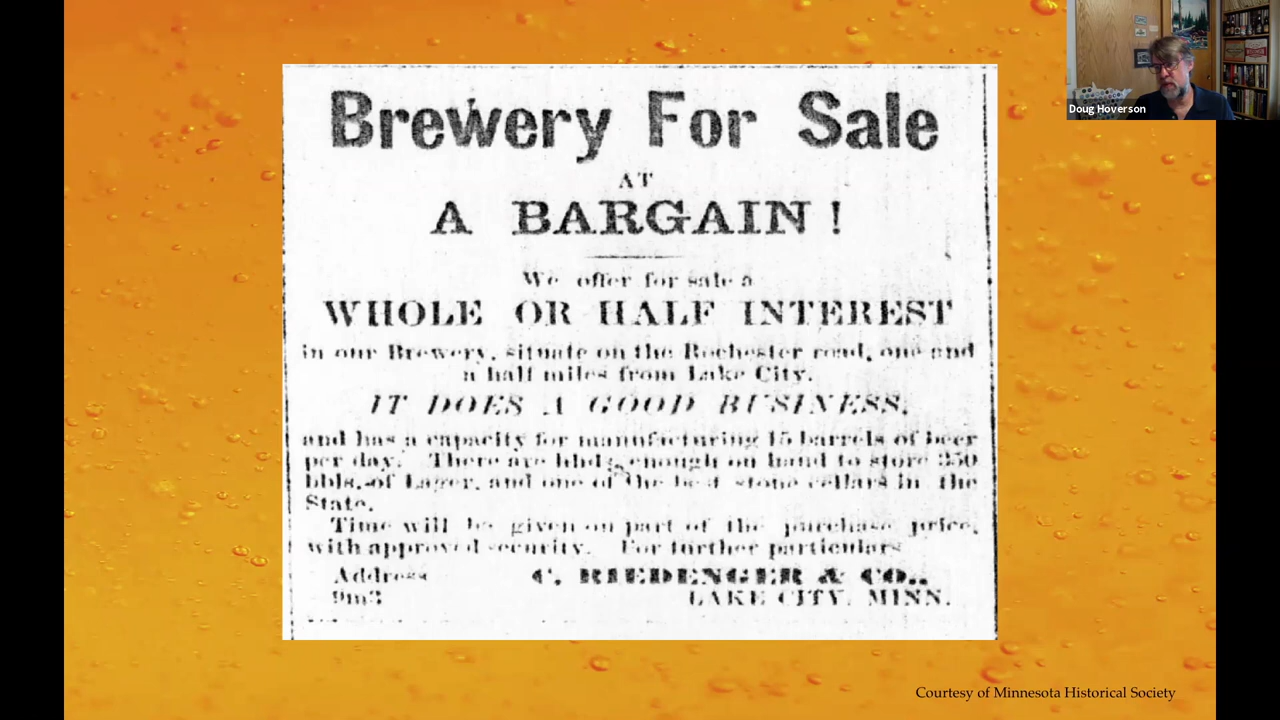 Brewery For Sale
AT
A BARGAIN!
We offer for sale a
WHOLE OR HALF INTEREST
in our Brewery, situate on the Rochester road, one and
a half miles from Lake City.
IT DOES A GOOD BUSINESS,
and has a capacity for manufacturing 15 barrels of beer
per day. There are hhds enough on hand to store 350
bbls. of Lager, and one of the best stone cellars in the
State.
Time will be given on part of the purchase price,
with approved security. For further particulars
Address C. RIEDENGER & CO.,
9m3 LAKE CITY, MINN.
Doug Hoverson
Courtesy of Minnesota Historical Society